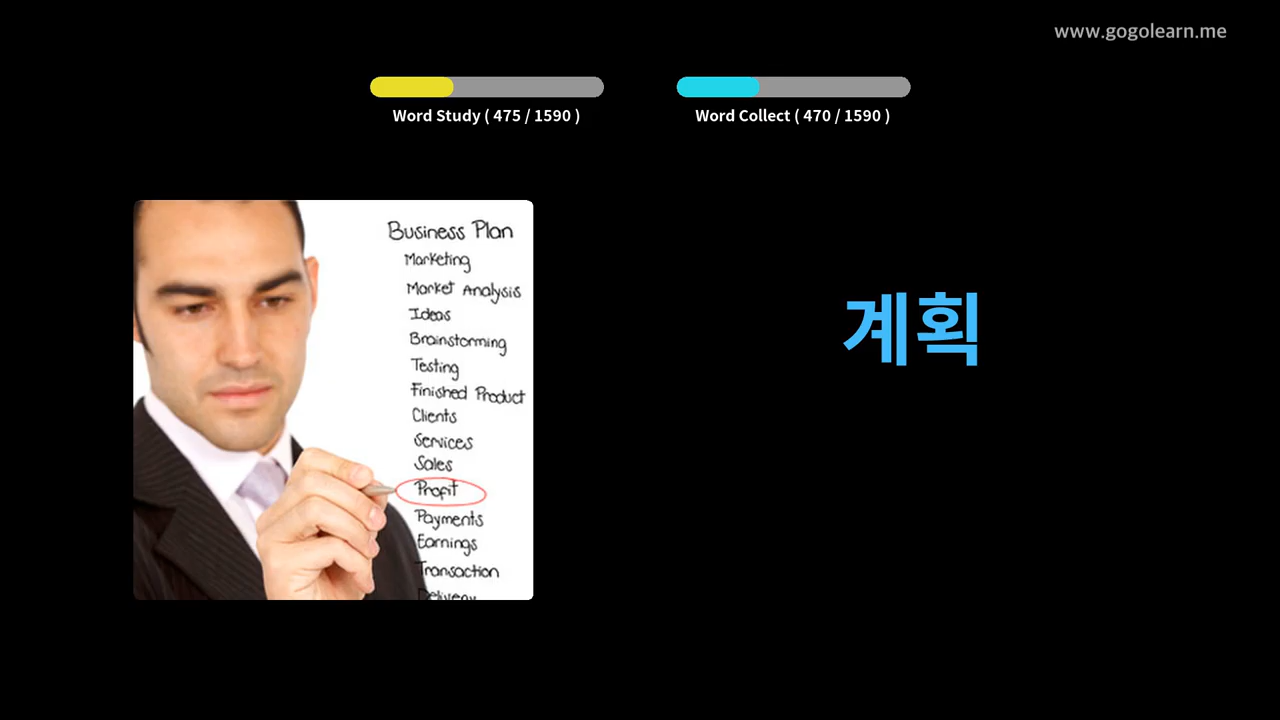 www.gogolearn.me
Word Study ( 475 / 1590 )
Word Collect ( 470 / 1590 )
Business Plan
Marketing
Market Analysis
Ideas
Brainstorming
Testing
Finished Product
Clients
Services
Sales
Profit
Payments
Earnings
Transaction
Delivery
계획